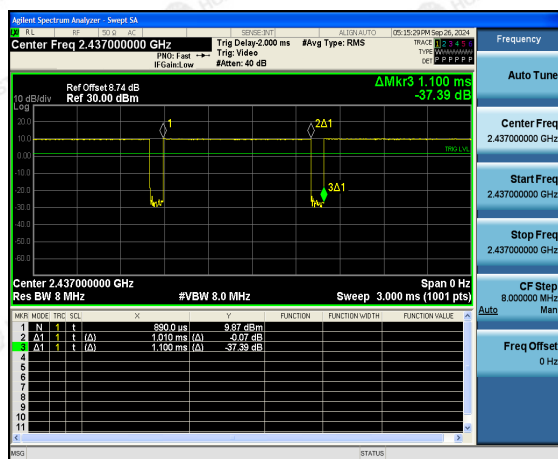 Agilent Spectrum Analyzer - Swept SA
LXI RL RF 50 Ω AC SENSE:INT ALIGN AUTO 05:15:29 PM Sep 26, 2024
Center Freq 2.437000000 GHz
PNO: Fast
IFGain:Low
Trig Delay-2.000 ms
Trig: Video
#Atten: 40 dB
#Avg Type: RMS
TRACE 1 2 3 4 5 6
TYPE WWWWWW
DET P P P P P P
Ref Offset 8.74 dB
Ref 30.00 dBm
10 dB/div
Log
ΔMkr3 1.100 ms
-37.39 dB
20.0
10.0
0.00
-10.0
-20.0
-30.0
-40.0
-50.0
-60.0
1
2Δ1
3Δ1
TRIG LVL
Center 2.437000000 GHz
Span 0 Hz
Res BW 8 MHz
#VBW 8.0 MHz
Sweep 3.000 ms (1001 pts)
MKR MODE TRC SCL X Y FUNCTION FUNCTION WIDTH FUNCTION VALUE
1 N 1 t 890.0 us 9.87 dBm
2 Δ1 1 t (Δ) 1.010 ms (Δ) -0.07 dB
3 Δ1 1 t (Δ) 1.100 ms (Δ) -37.39 dB
4
5
6
7
8
9
10
11
MSG
STATUS
Frequency
Auto Tune
Center Freq
2.437000000 GHz
Start Freq
2.437000000 GHz
Stop Freq
2.437000000 GHz
CF Step
8.000000 MHz
Auto Man
Freq Offset
0 Hz